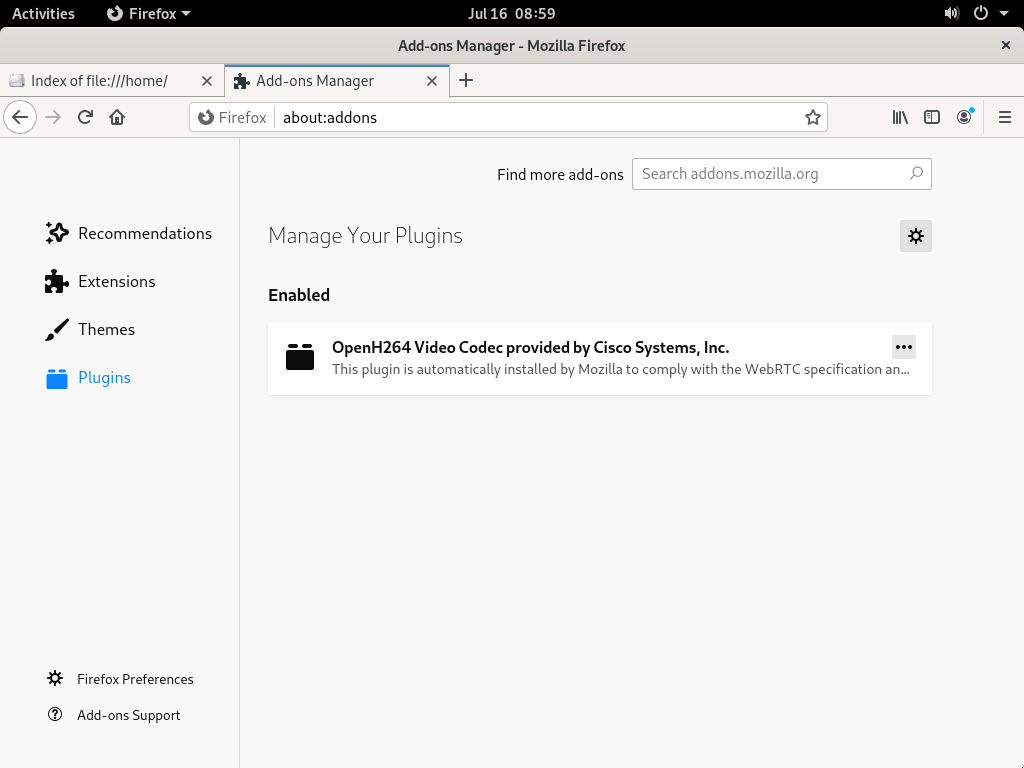 Activities
Firefox
Jul 16 08:59
Add-ons Manager - Mozilla Firefox
Index of file:///home/
Add-ons Manager
Firefox
about:addons
Find more add-ons
Search addons.mozilla.org
Recommendations
Extensions
Themes
Plugins
Manage Your Plugins
Enabled
OpenH264 Video Codec provided by Cisco Systems, Inc.
This plugin is automatically installed by Mozilla to comply with the WebRTC specification an...
Firefox Preferences
Add-ons Support